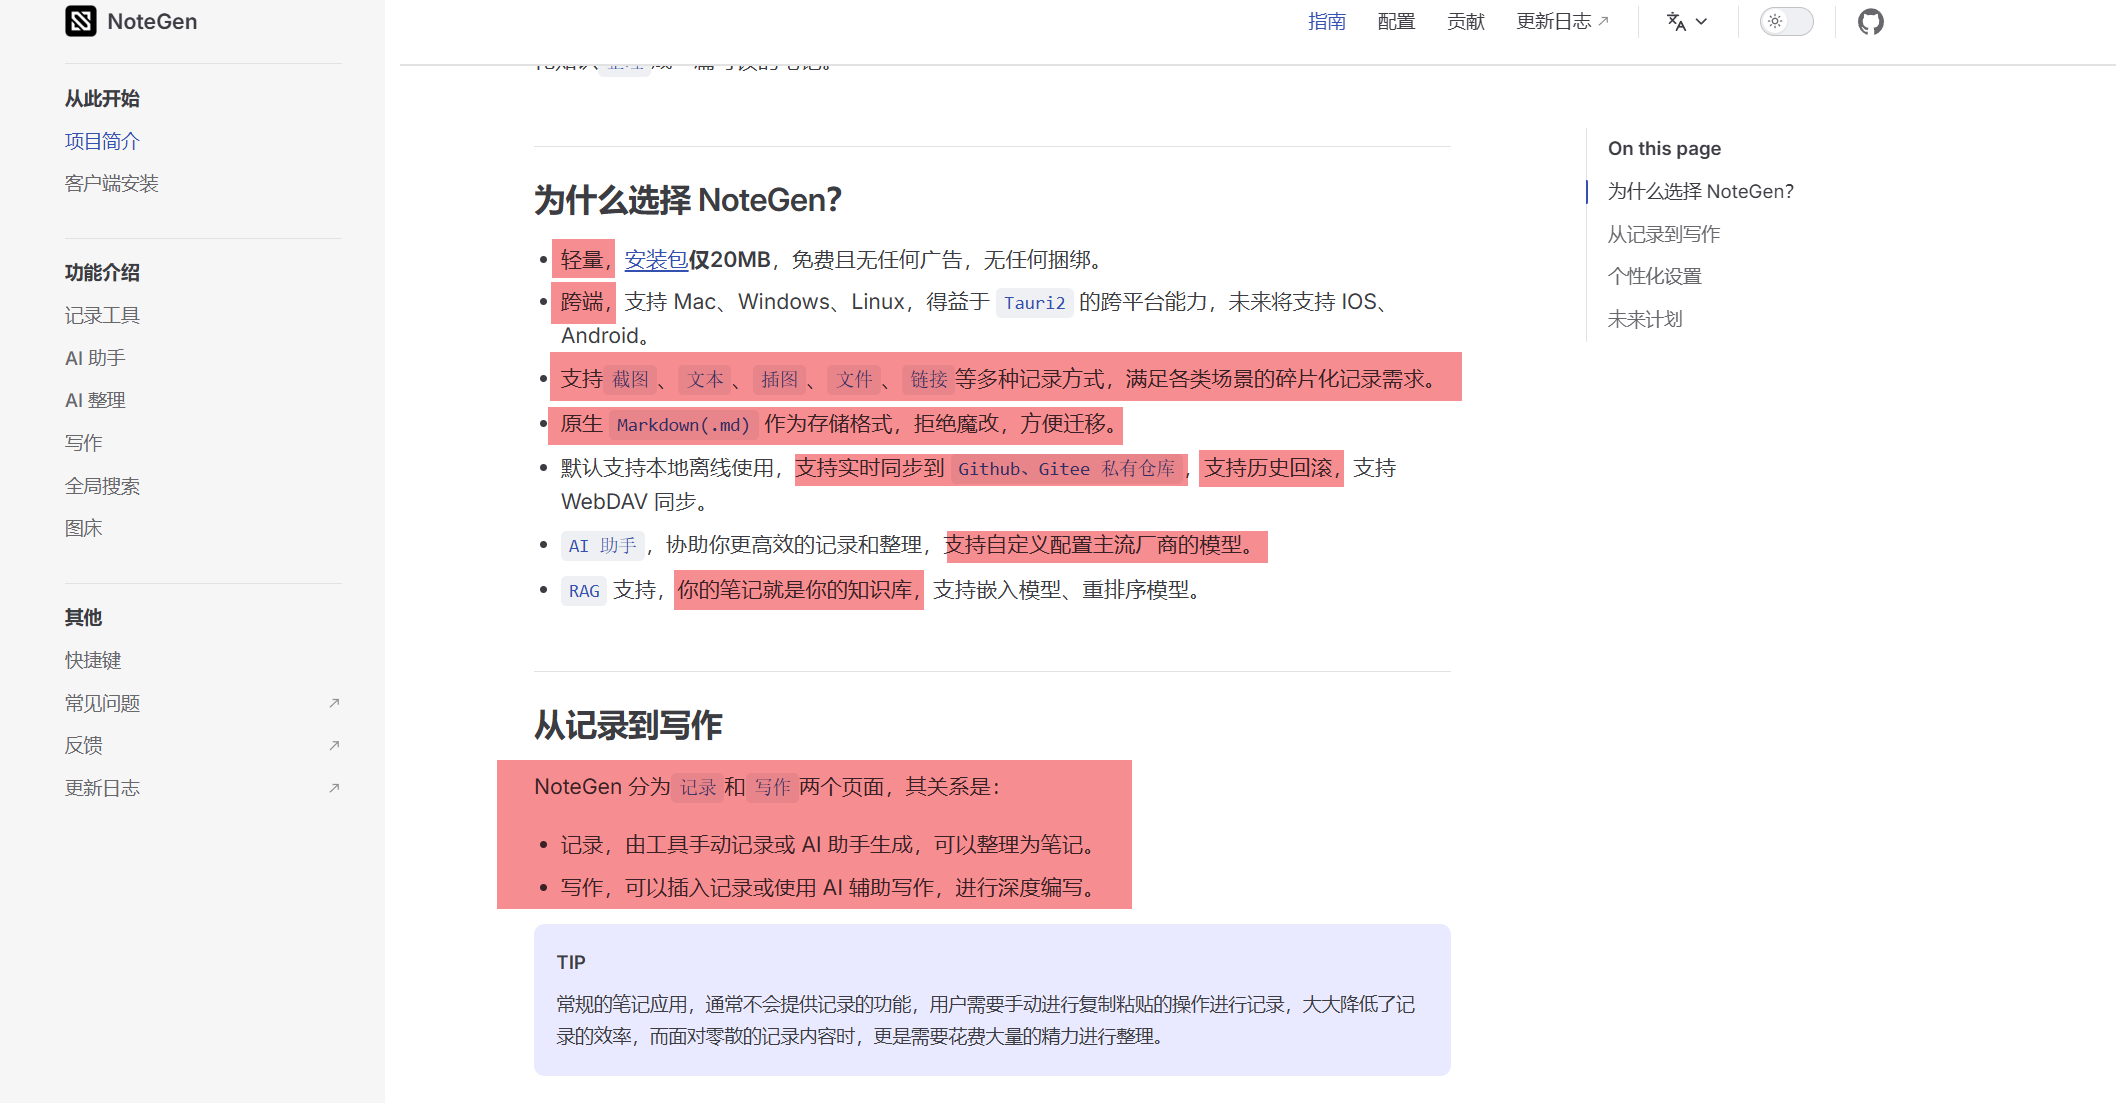 NoteGen
指南
配置
贡献
更新日志
从此开始
项目简介
客户端安装
功能介绍
记录工具
AI 助手
AI 整理
写作
全局搜索
图床
其他
快捷键
常见问题
反馈
更新日志
为什么选择 NoteGen?
轻量，安装包仅20MB，免费且无任何广告，无任何捆绑。
跨端，支持 Mac、Windows、Linux，得益于 Tauri2 的跨平台能力，未来将支持 IOS、
Android。
支持 截图 、 文本 、 插图 、 文件 、 链接 等多种记录方式，满足各类场景的碎片化记录需求。
原生 Markdown(.md) 作为存储格式，拒绝魔改，方便迁移。
默认支持本地离线使用，支持实时同步到 Github、Gitee 私有仓库 ，支持历史回滚，支持
WebDAV 同步。
AI 助手 ，协助你更高效的记录和整理，支持自定义配置主流厂商的模型。
RAG 支持，你的笔记就是你的知识库，支持嵌入模型、重排序模型。
从记录到写作
NoteGen 分为 记录 和 写作 两个页面，其关系是：
记录，由工具手动记录或 AI 助手生成，可以整理为笔记。
写作，可以插入记录或使用 AI 辅助写作，进行深度编写。
TIP
常规的笔记应用，通常不会提供记录的功能，用户需要手动进行复制粘贴的操作进行记录，大大降低了记
录的效率，而面对零散的记录内容时，更是需要花费大量的精力进行整理。
On this page
为什么选择 NoteGen?
从记录到写作
个性化设置
未来计划